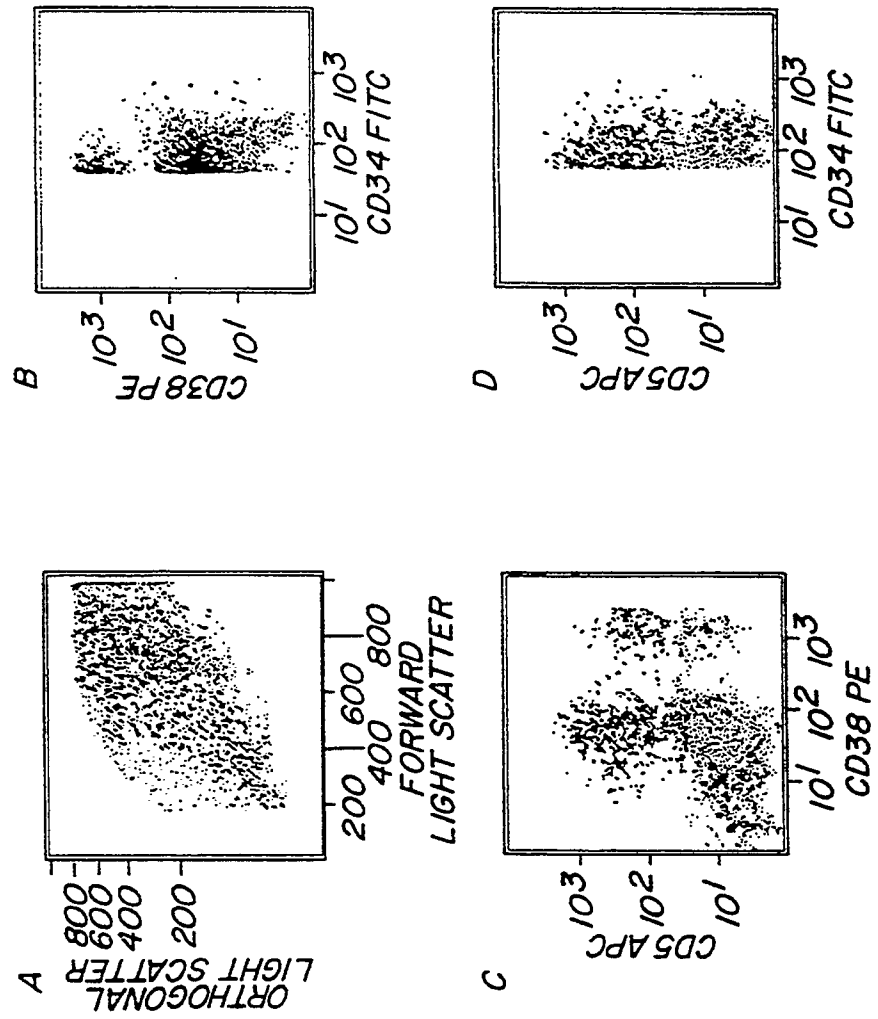 A
ORTHOGONAL
LIGHT SCATTER
800
600
400
200
200
400
600
800
FORWARD
LIGHT SCATTER
B
CD38 PE
10³
10²
10¹
10¹ 10² 10³
CD34 FITC
C
CD5 APC
10³
10²
10¹
10¹ 10² 10³
CD38 PE
D
CD5 APC
10³
10²
10¹
10¹ 10² 10³
CD34 FITC